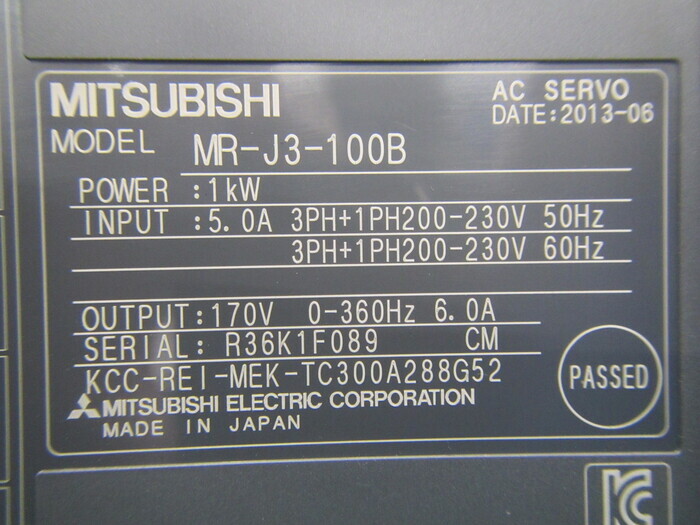 MITSUBISHI
AC SERVO
DATE:2013-06
MODEL MR-J3-100B
POWER :1kW
INPUT :5.0A 3PH+1PH200-230V 50Hz
3PH+1PH200-230V 60Hz
OUTPUT:170V 0-360Hz 6.0A
SERIAL: R36K1F089 CM
KCC-REI-MEK-TC300A288G52
PASSED
MITSUBISHI ELECTRIC CORPORATION
MADE IN JAPAN